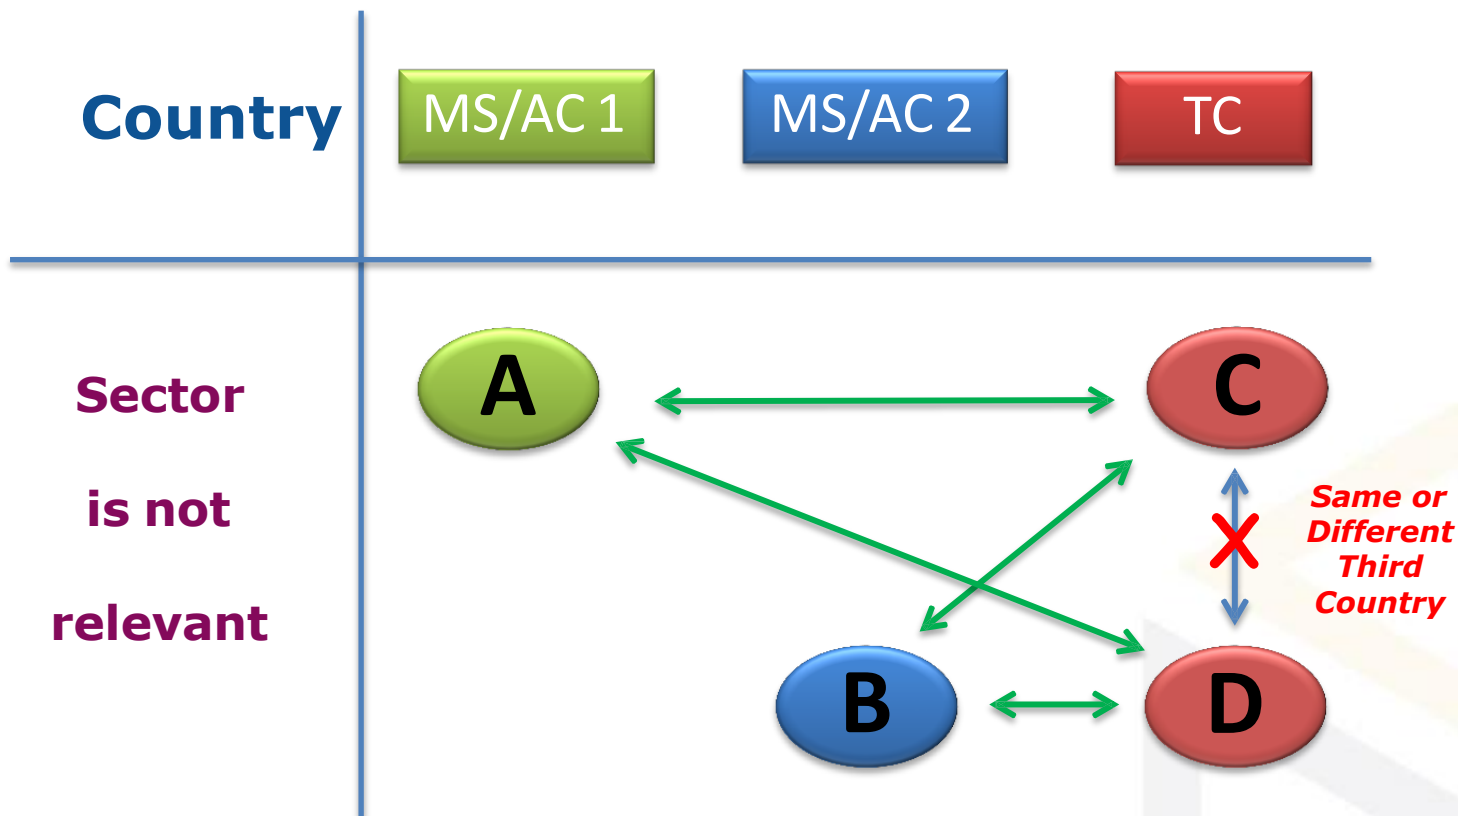 Country
MS/AC 1
MS/AC 2
TC
A
C
Sector
is not
relevant
X
Same or
Different
Third
Country
B
D